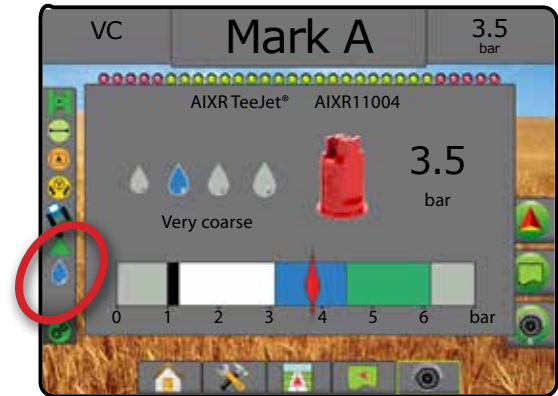 VC Mark A 3.5
bar
AIXR TeeJet® AIXR11004
3.5
bar
Very coarse
0 1 2 3 4 5 6 bar